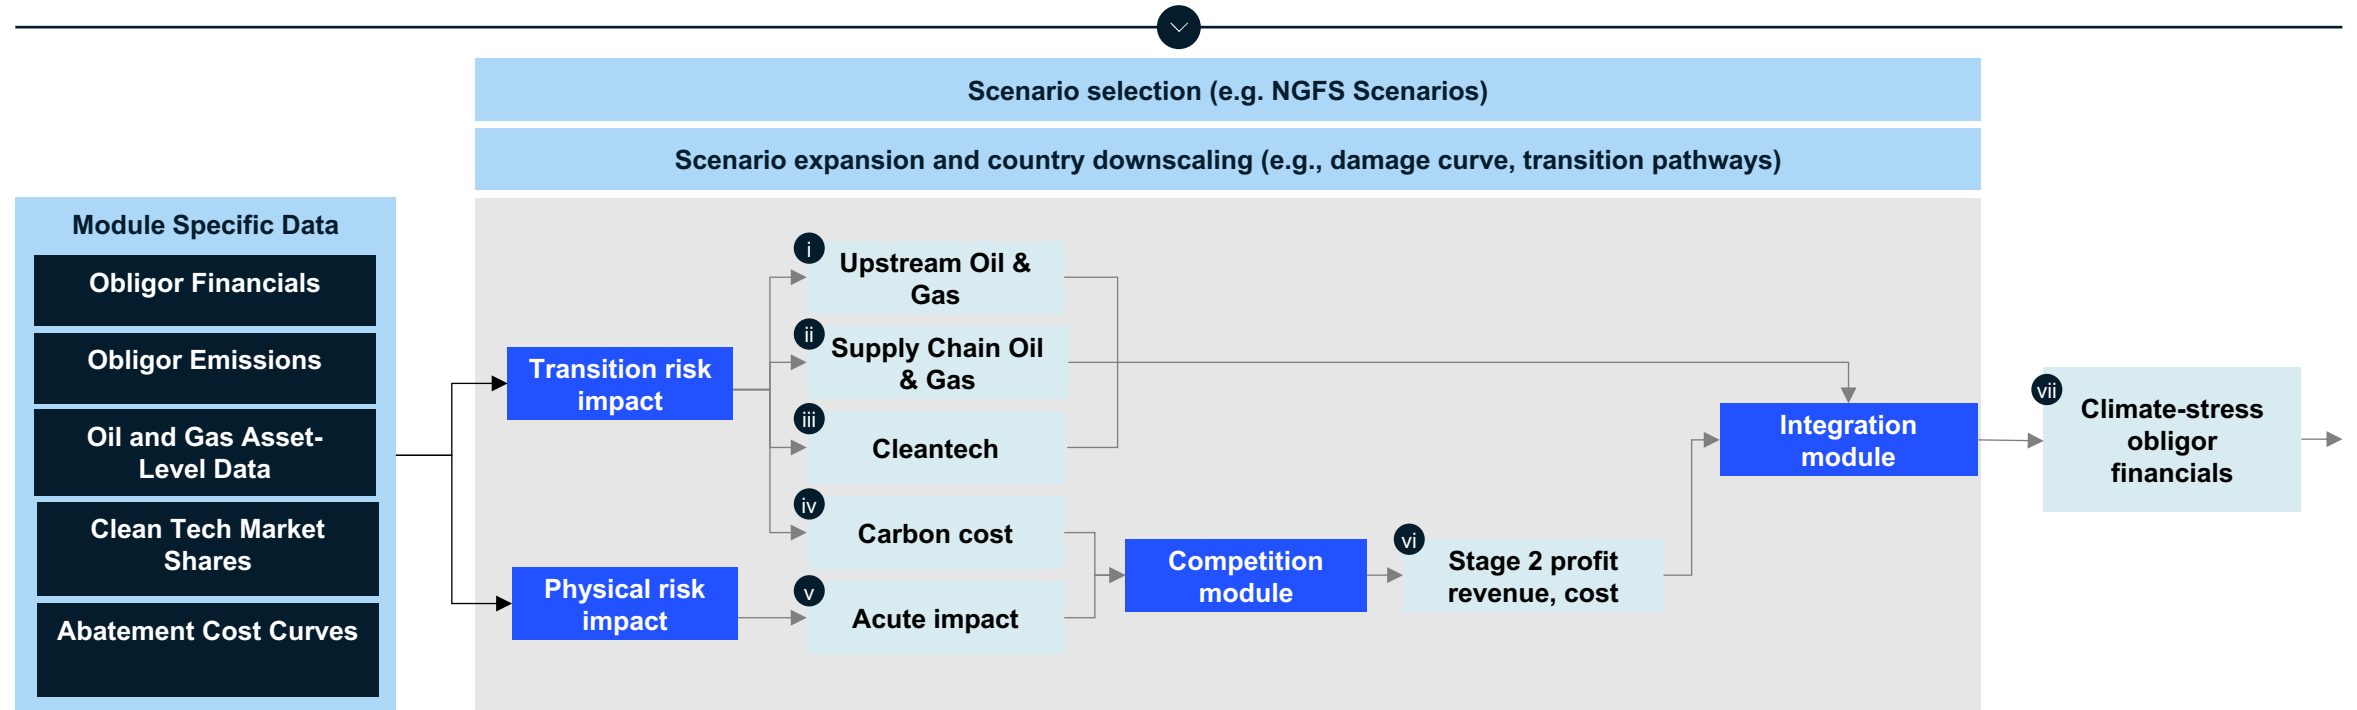 Scenario selection (e.g. NGFS Scenarios)
Scenario expansion and country downscaling (e.g., damage curve, transition pathways)
Module Specific Data
Obligor Financials
Obligor Emissions
Oil and Gas Asset-
Level Data
Clean Tech Market
Shares
Abatement Cost Curves
Transition risk
impact
Physical risk
impact
i
Upstream Oil &
Gas
ii
Supply Chain Oil
& Gas
iii
Cleantech
iv
Carbon cost
v
Acute impact
Competition
module
vi
Stage 2 profit
revenue, cost
Integration
module
vii
Climate-stress
obligor
financials